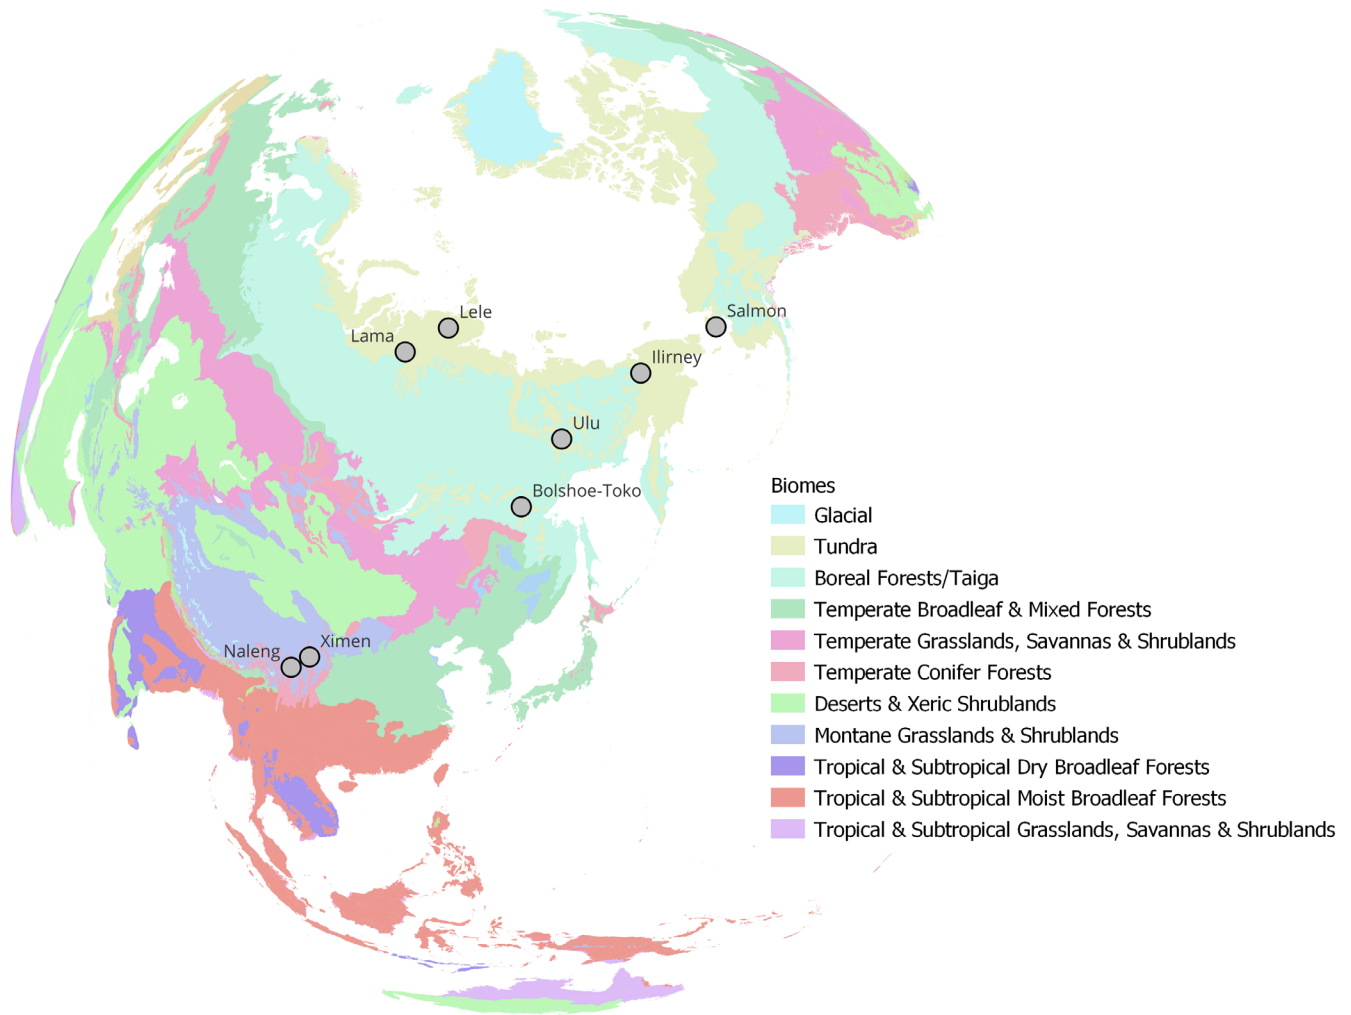 Salmon
Lele
Lama
Ilirney
Ulu
Bolshoe-Toko
Ximen
Naleng
Biomes
Glacial
Tundra
Boreal Forests/Taiga
Temperate Broadleaf & Mixed Forests
Temperate Grasslands, Savannas & Shrublands
Temperate Conifer Forests
Deserts & Xeric Shrublands
Montane Grasslands & Shrublands
Tropical & Subtropical Dry Broadleaf Forests
Tropical & Subtropical Moist Broadleaf Forests
Tropical & Subtropical Grasslands, Savannas & Shrublands